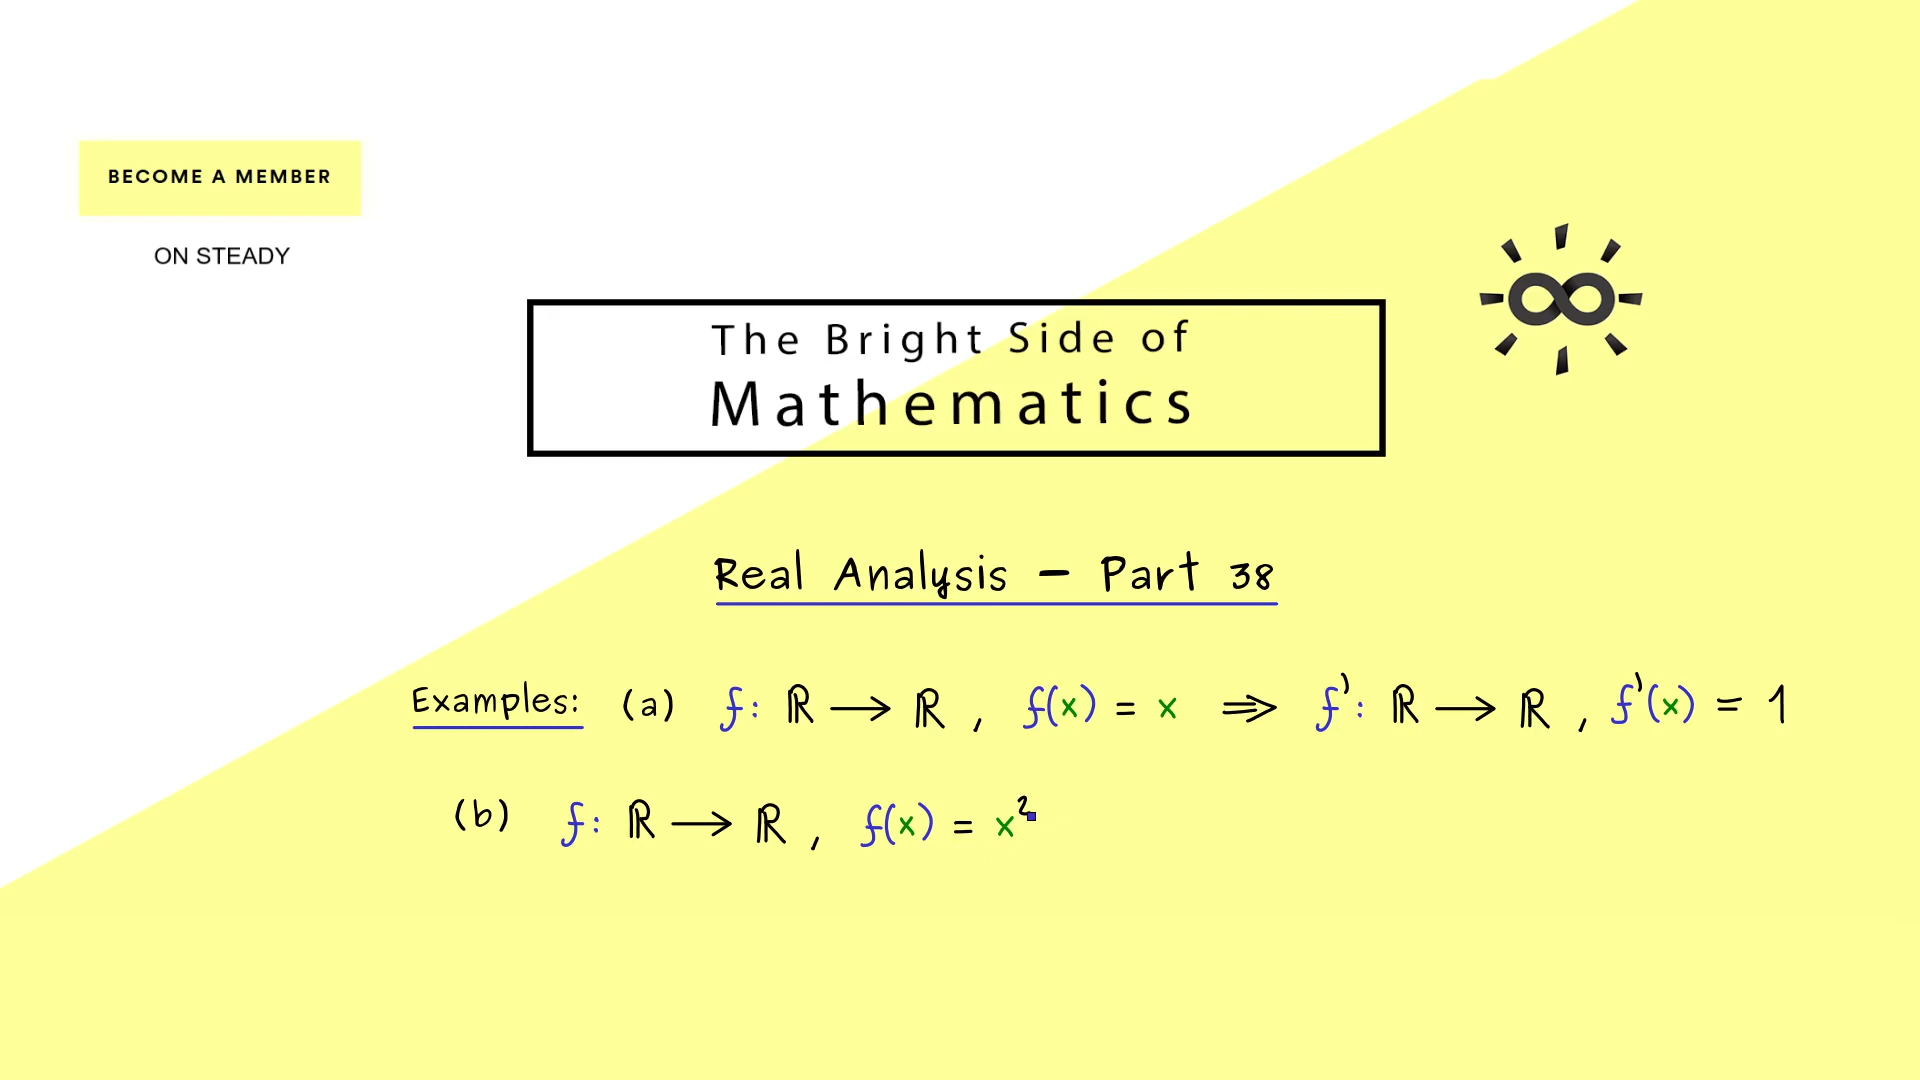 BECOME A MEMBER
ON STEADY
The Bright Side of
Mathematics
Real Analysis – Part 38
Examples: (a) f: ℝ ⟶ ℝ , f(x) = x ⇒ f': ℝ ⟶ ℝ , f'(x) = 1
(b) f: ℝ ⟶ ℝ , f(x) = x²